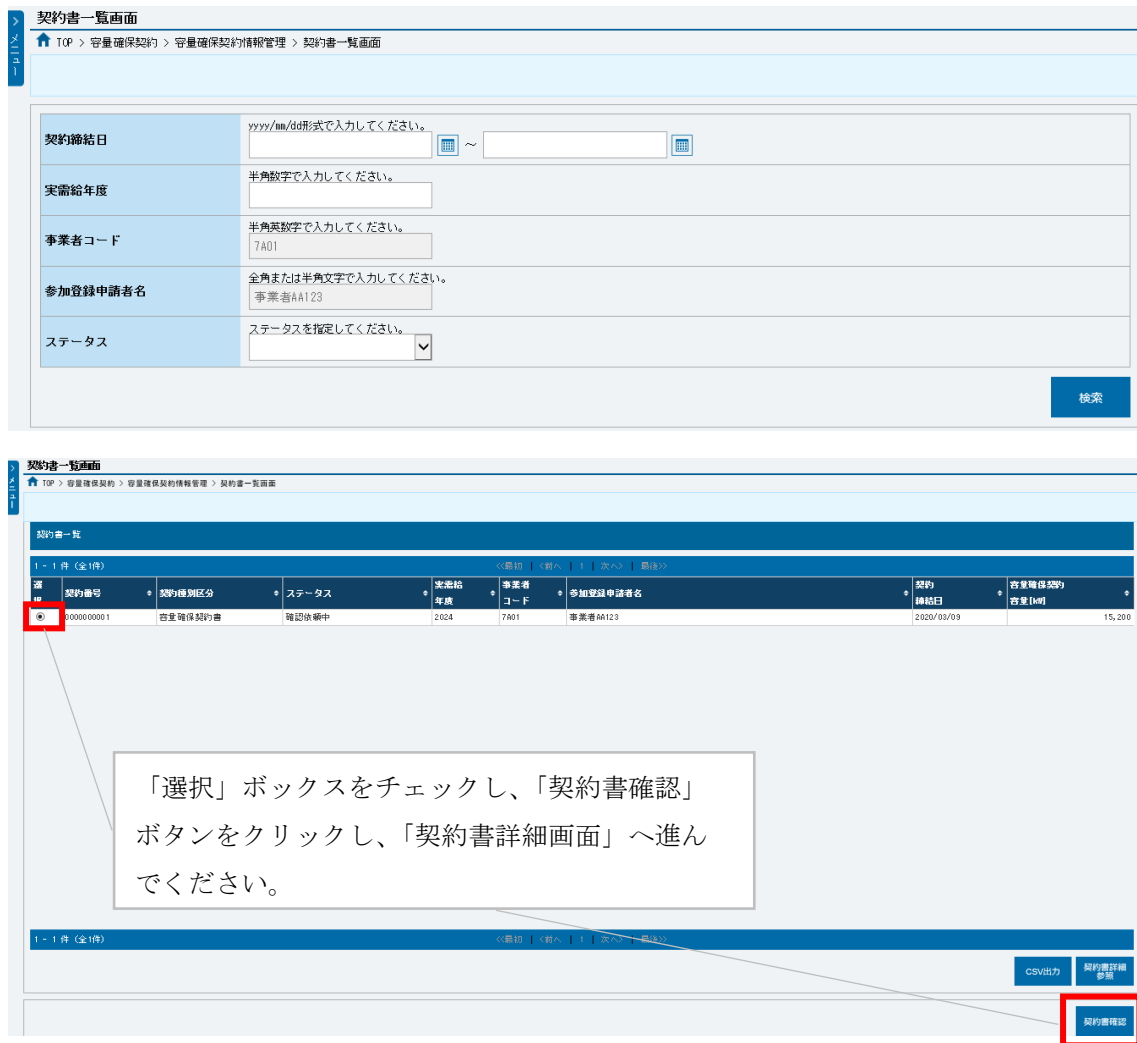 契約書一覧画面
> メニュー
TOP > 容量確保契約 > 容量確保契約情報管理 > 契約書一覧画面
契約締結日
yyyy/mm/dd形式で入力してください。
～
実需給年度
半角数字で入力してください。
事業者コード
半角英数字で入力してください。
7A01
参加登録申請者名
全角または半角文字で入力してください。
事業者AA123
ステータス
ステータスを指定してください。
検索
契約書一覧画面
> メニュー
TOP > 容量確保契約 > 容量確保契約情報管理 > 契約書一覧画面
契約書一覧
1 - 1 件 (全1件) <<最初 | <前へ | 1 | 次へ> | 最後>>
選択 契約番号 契約種別区分 ステータス 実需給年度 事業者コード 参加登録申請者名 契約締結日 容量確保契約容量[kW]
0000000001 容量確保契約書 確認依頼中 2024 7A01 事業者AA123 2020/03/09 15,200
「選択」ボックスをチェックし、「契約書確認」
ボタンをクリックし、「契約書詳細画面」へ進ん
でください。
1 - 1 件 (全1件) <<最初 | <前へ | 1 | 次へ> | 最後>>
CSV出力 契約書詳細参照
契約書確認